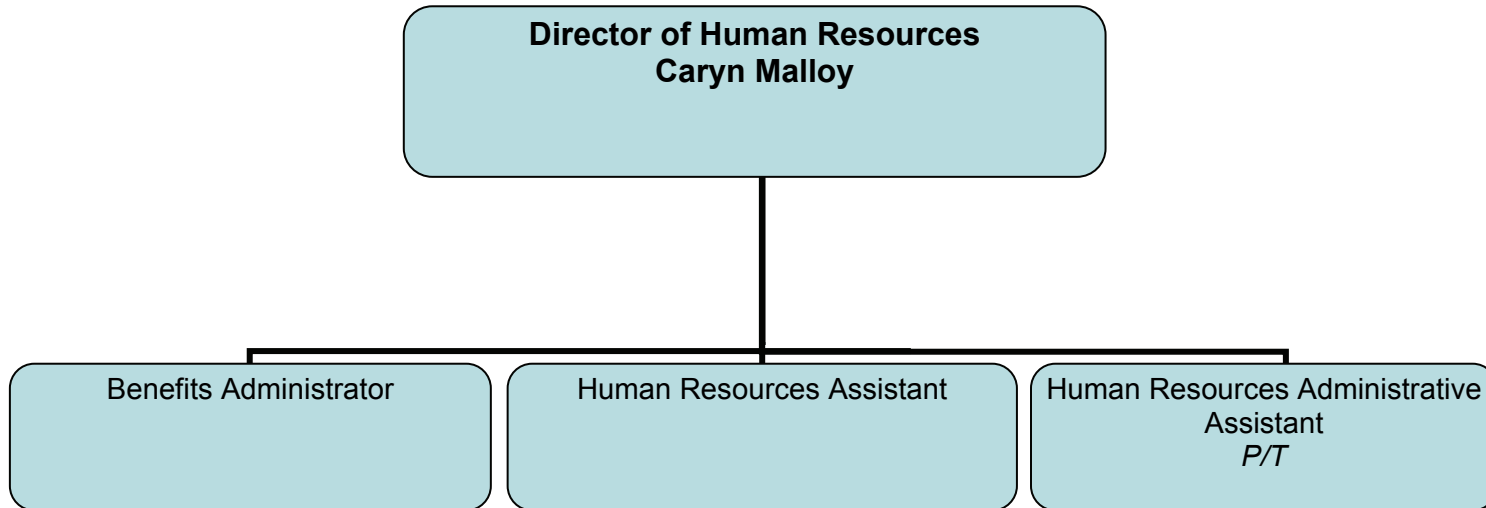 Director of Human Resources
Caryn Malloy
Benefits Administrator
Human Resources Assistant
Human Resources Administrative
Assistant
P/T